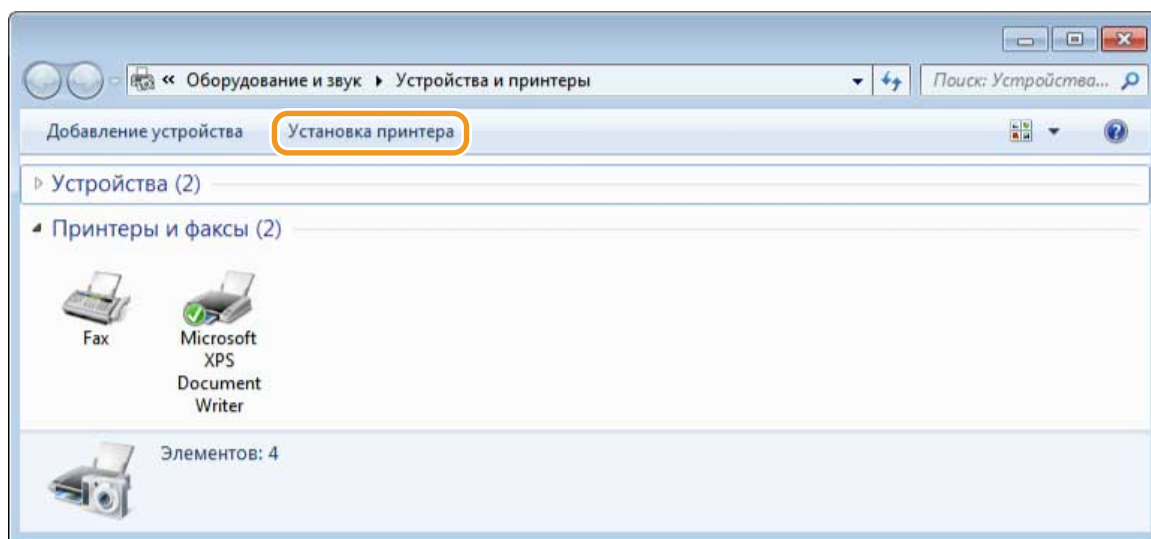 « Оборудование и звук ▸ Устройства и принтеры
Поиск: Устройства...
Добавление устройства Установка принтера
Устройства (2)
Принтеры и факсы (2)
Fax
Microsoft
XPS
Document
Writer
Элементов: 4